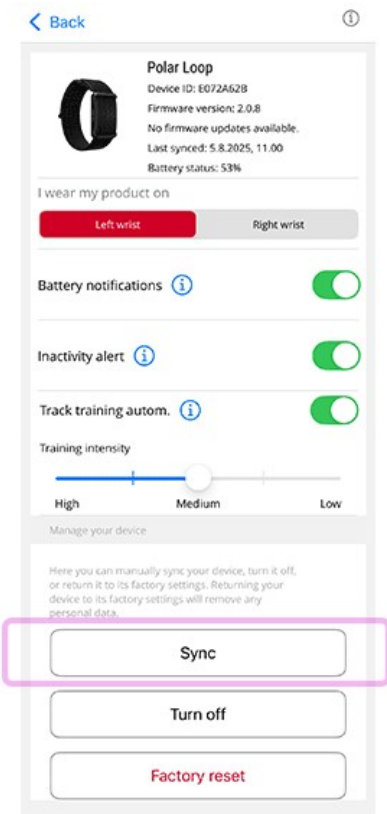 Back
Polar Loop
Device ID: E072A62B
Firmware version: 2.0.8
No firmware updates available.
Last synced: 5.8.2025, 11.00
Battery status: 53%
I wear my product on
Left wrist
Right wrist
Battery notifications
Inactivity alert
Track training autom.
Training intensity
High
Medium
Low
Manage your device
Here you can manually sync your device, turn it off,
or return it to its factory settings. Returning your
device to its factory settings will remove any
personal data.
Sync
Turn off
Factory reset